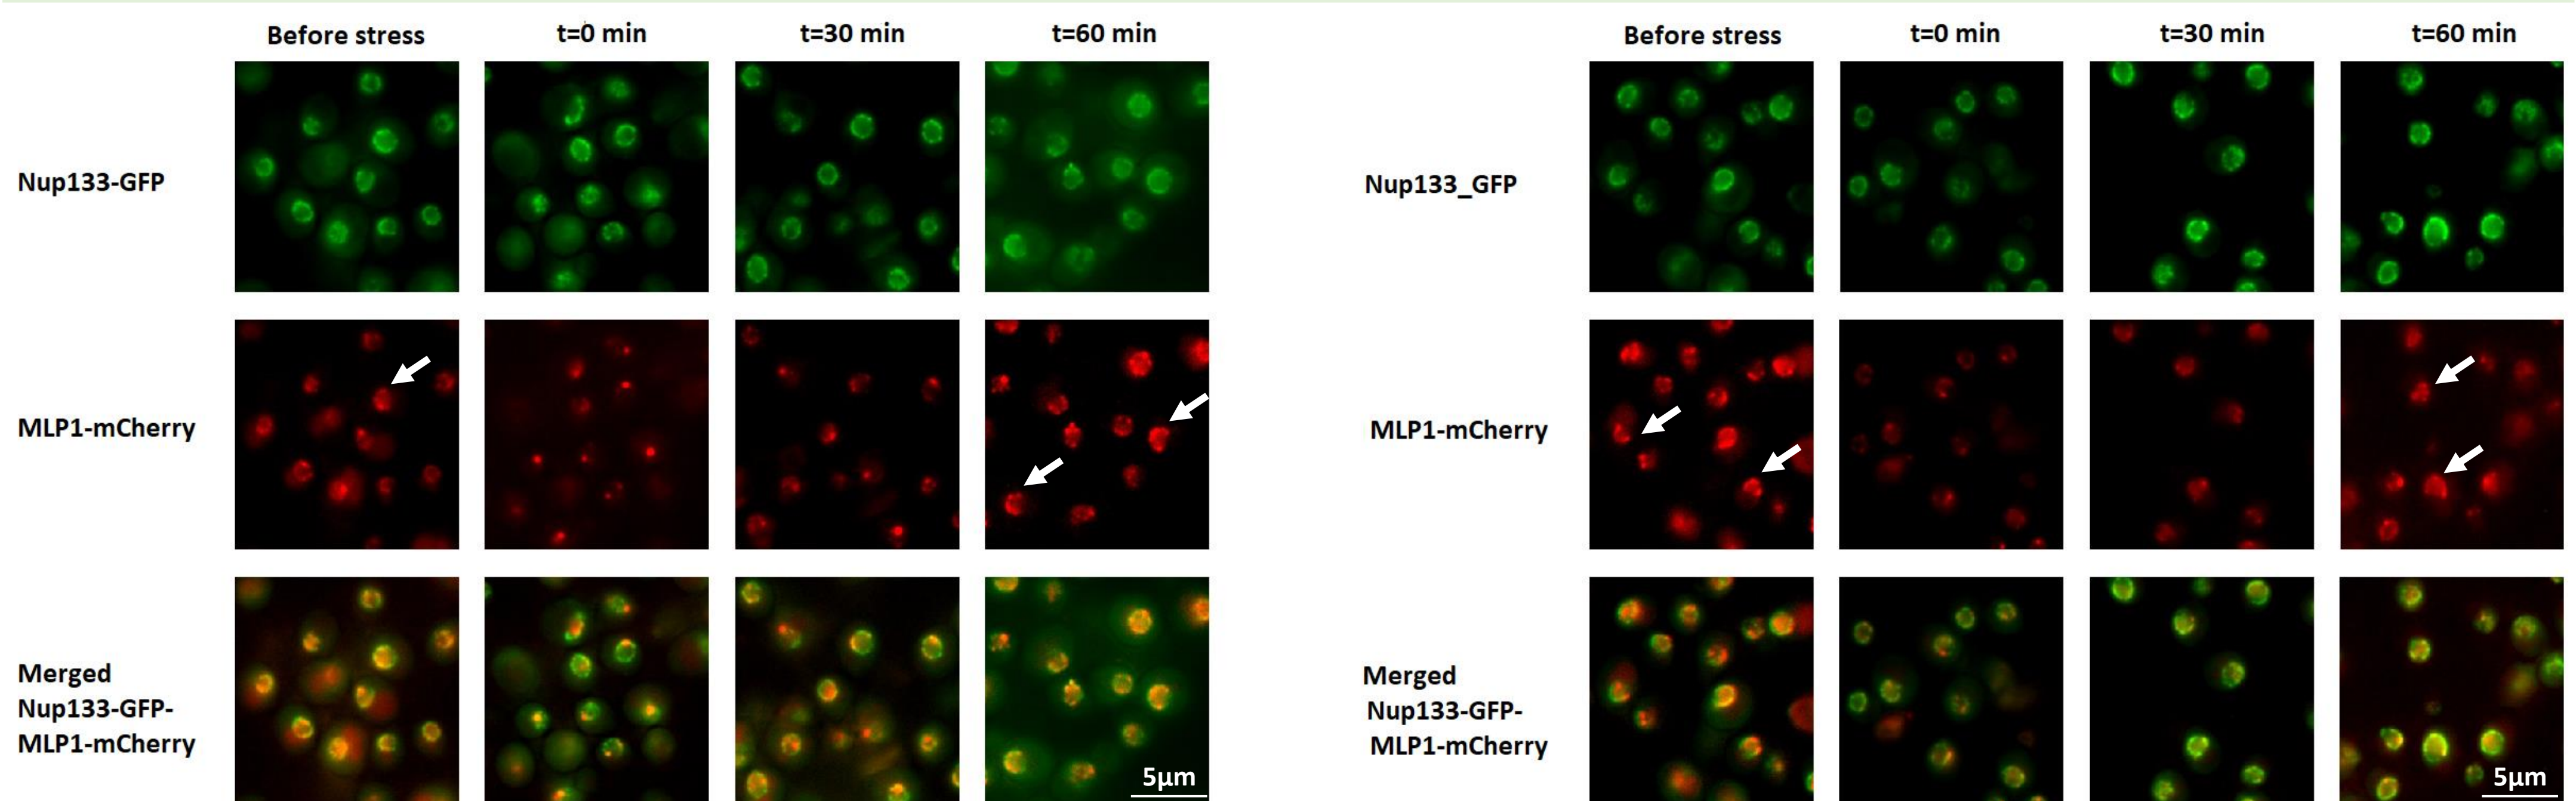 Before stress t=0 min t=30 min t=60 min
Nup133-GFP
MLP1-mCherry
Merged
Nup133-GFP-
MLP1-mCherry
5µm
Before stress t=0 min t=30 min t=60 min
Nup133_GFP
MLP1-mCherry
Merged
Nup133-GFP-
MLP1-mCherry
5µm